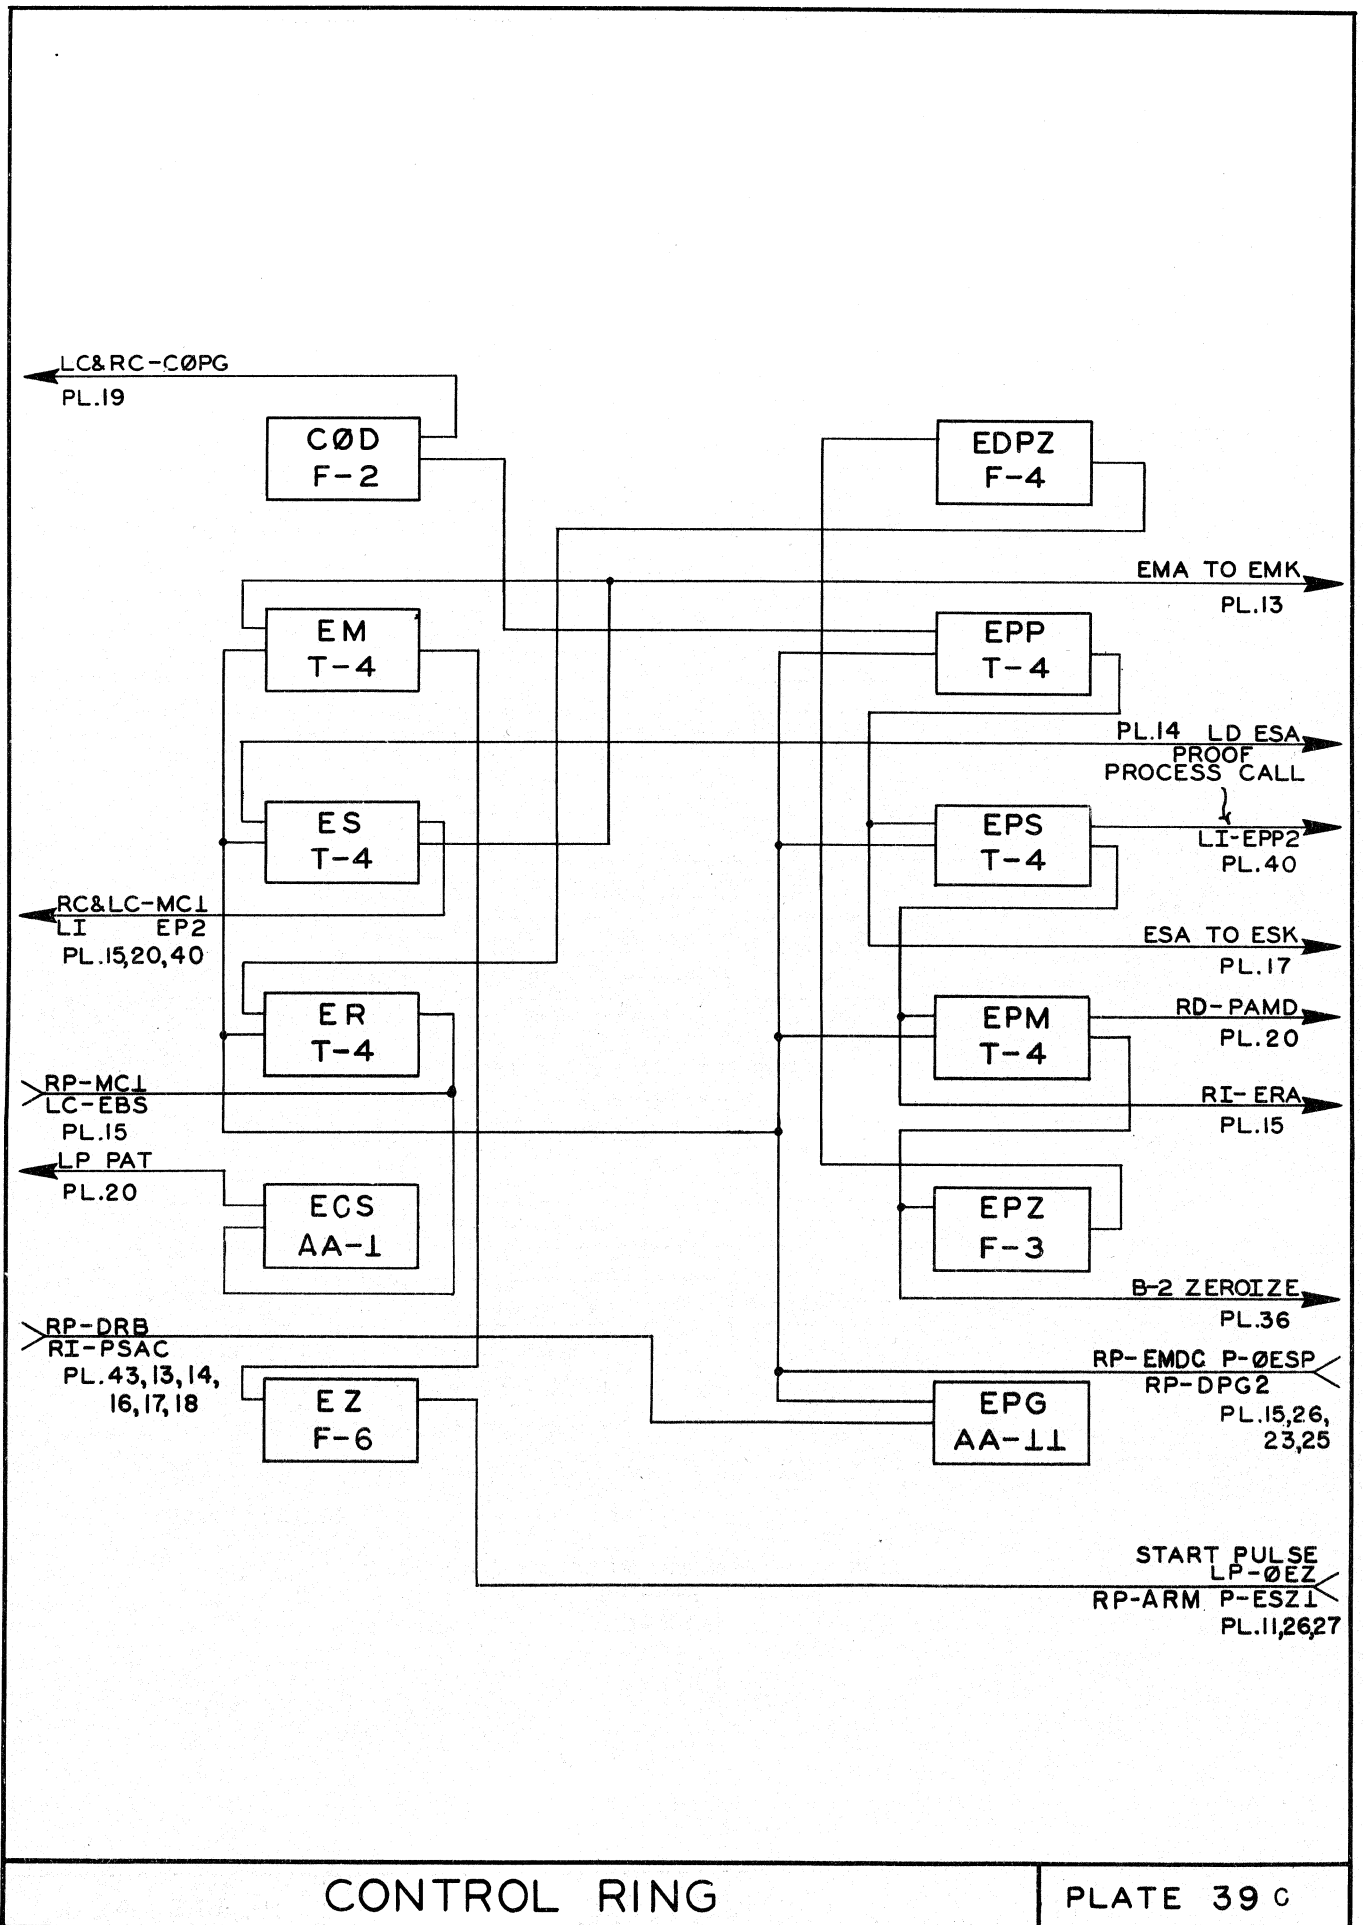 LC&RC-CØPG
PL.19
CØD
F-2
EDPZ
F-4
EMA TO EMK
PL.13
EM
T-4
EPP
T-4
PL.14 LD ESA
PROOF
PROCESS CALL
ES
T-4
EPS
T-4
LI-EPP2
PL.40
RC&LC-MC1
LI EP2
PL.15,20,40
ESA TO ESK
PL.17
ER
T-4
EPM
T-4
RD-PAMD
PL.20
RP-MC1
LC-EBS
PL.15
RI-ERA
PL.15
LP PAT
PL.20
ECS
AA-1
EPZ
F-3
B-2 ZEROIZE
PL.36
RP-DRB
RI-PSAC
PL.43,13,14,
16,17,18
EZ
F-6
RP-EMDC P-ØESP
RP-DPG2
PL.15,26,
23,25
EPG
AA-11
START PULSE
LP-ØEZ
RP-ARM P-ESZ1
PL.11,26,27
CONTROL RING
PLATE 39 C